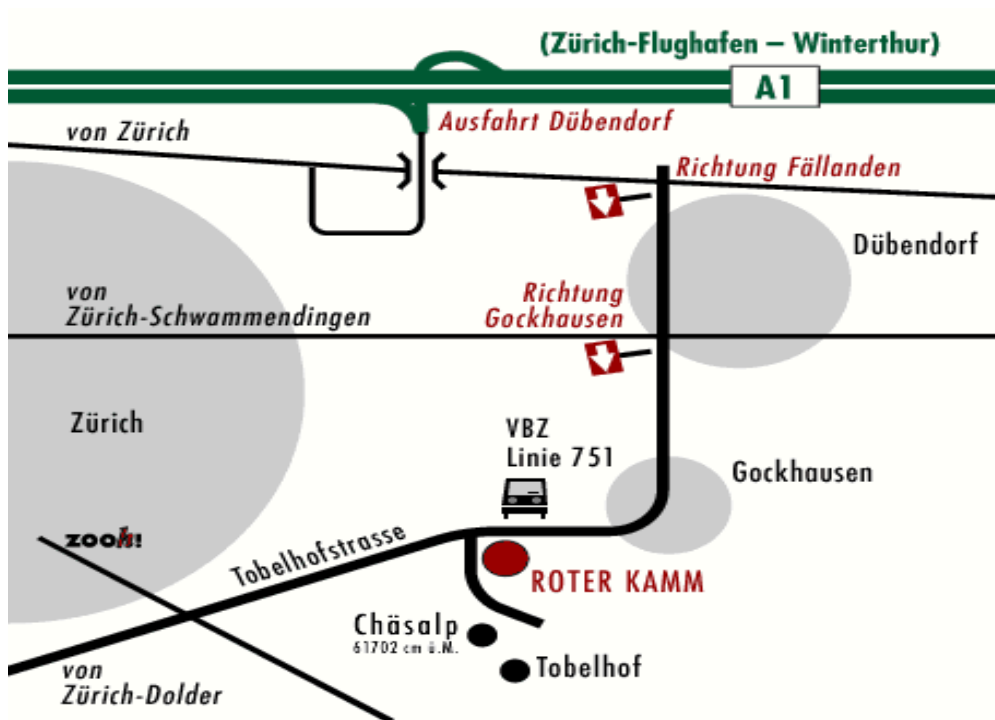 (Zürich-Flughafen – Winterthur)
A1
Ausfahrt Dübendorf
von Zürich
Richtung Fällanden
Dübendorf
von
Zürich-Schwammendingen
Richtung
Gockhausen
Zürich
VBZ
Linie 751
Gockhausen
zooh!
Tobelhofstrasse
ROTER KAMM
Chäsalp
61702 cm ü.M.
Tobelhof
von
Zürich-Dolder